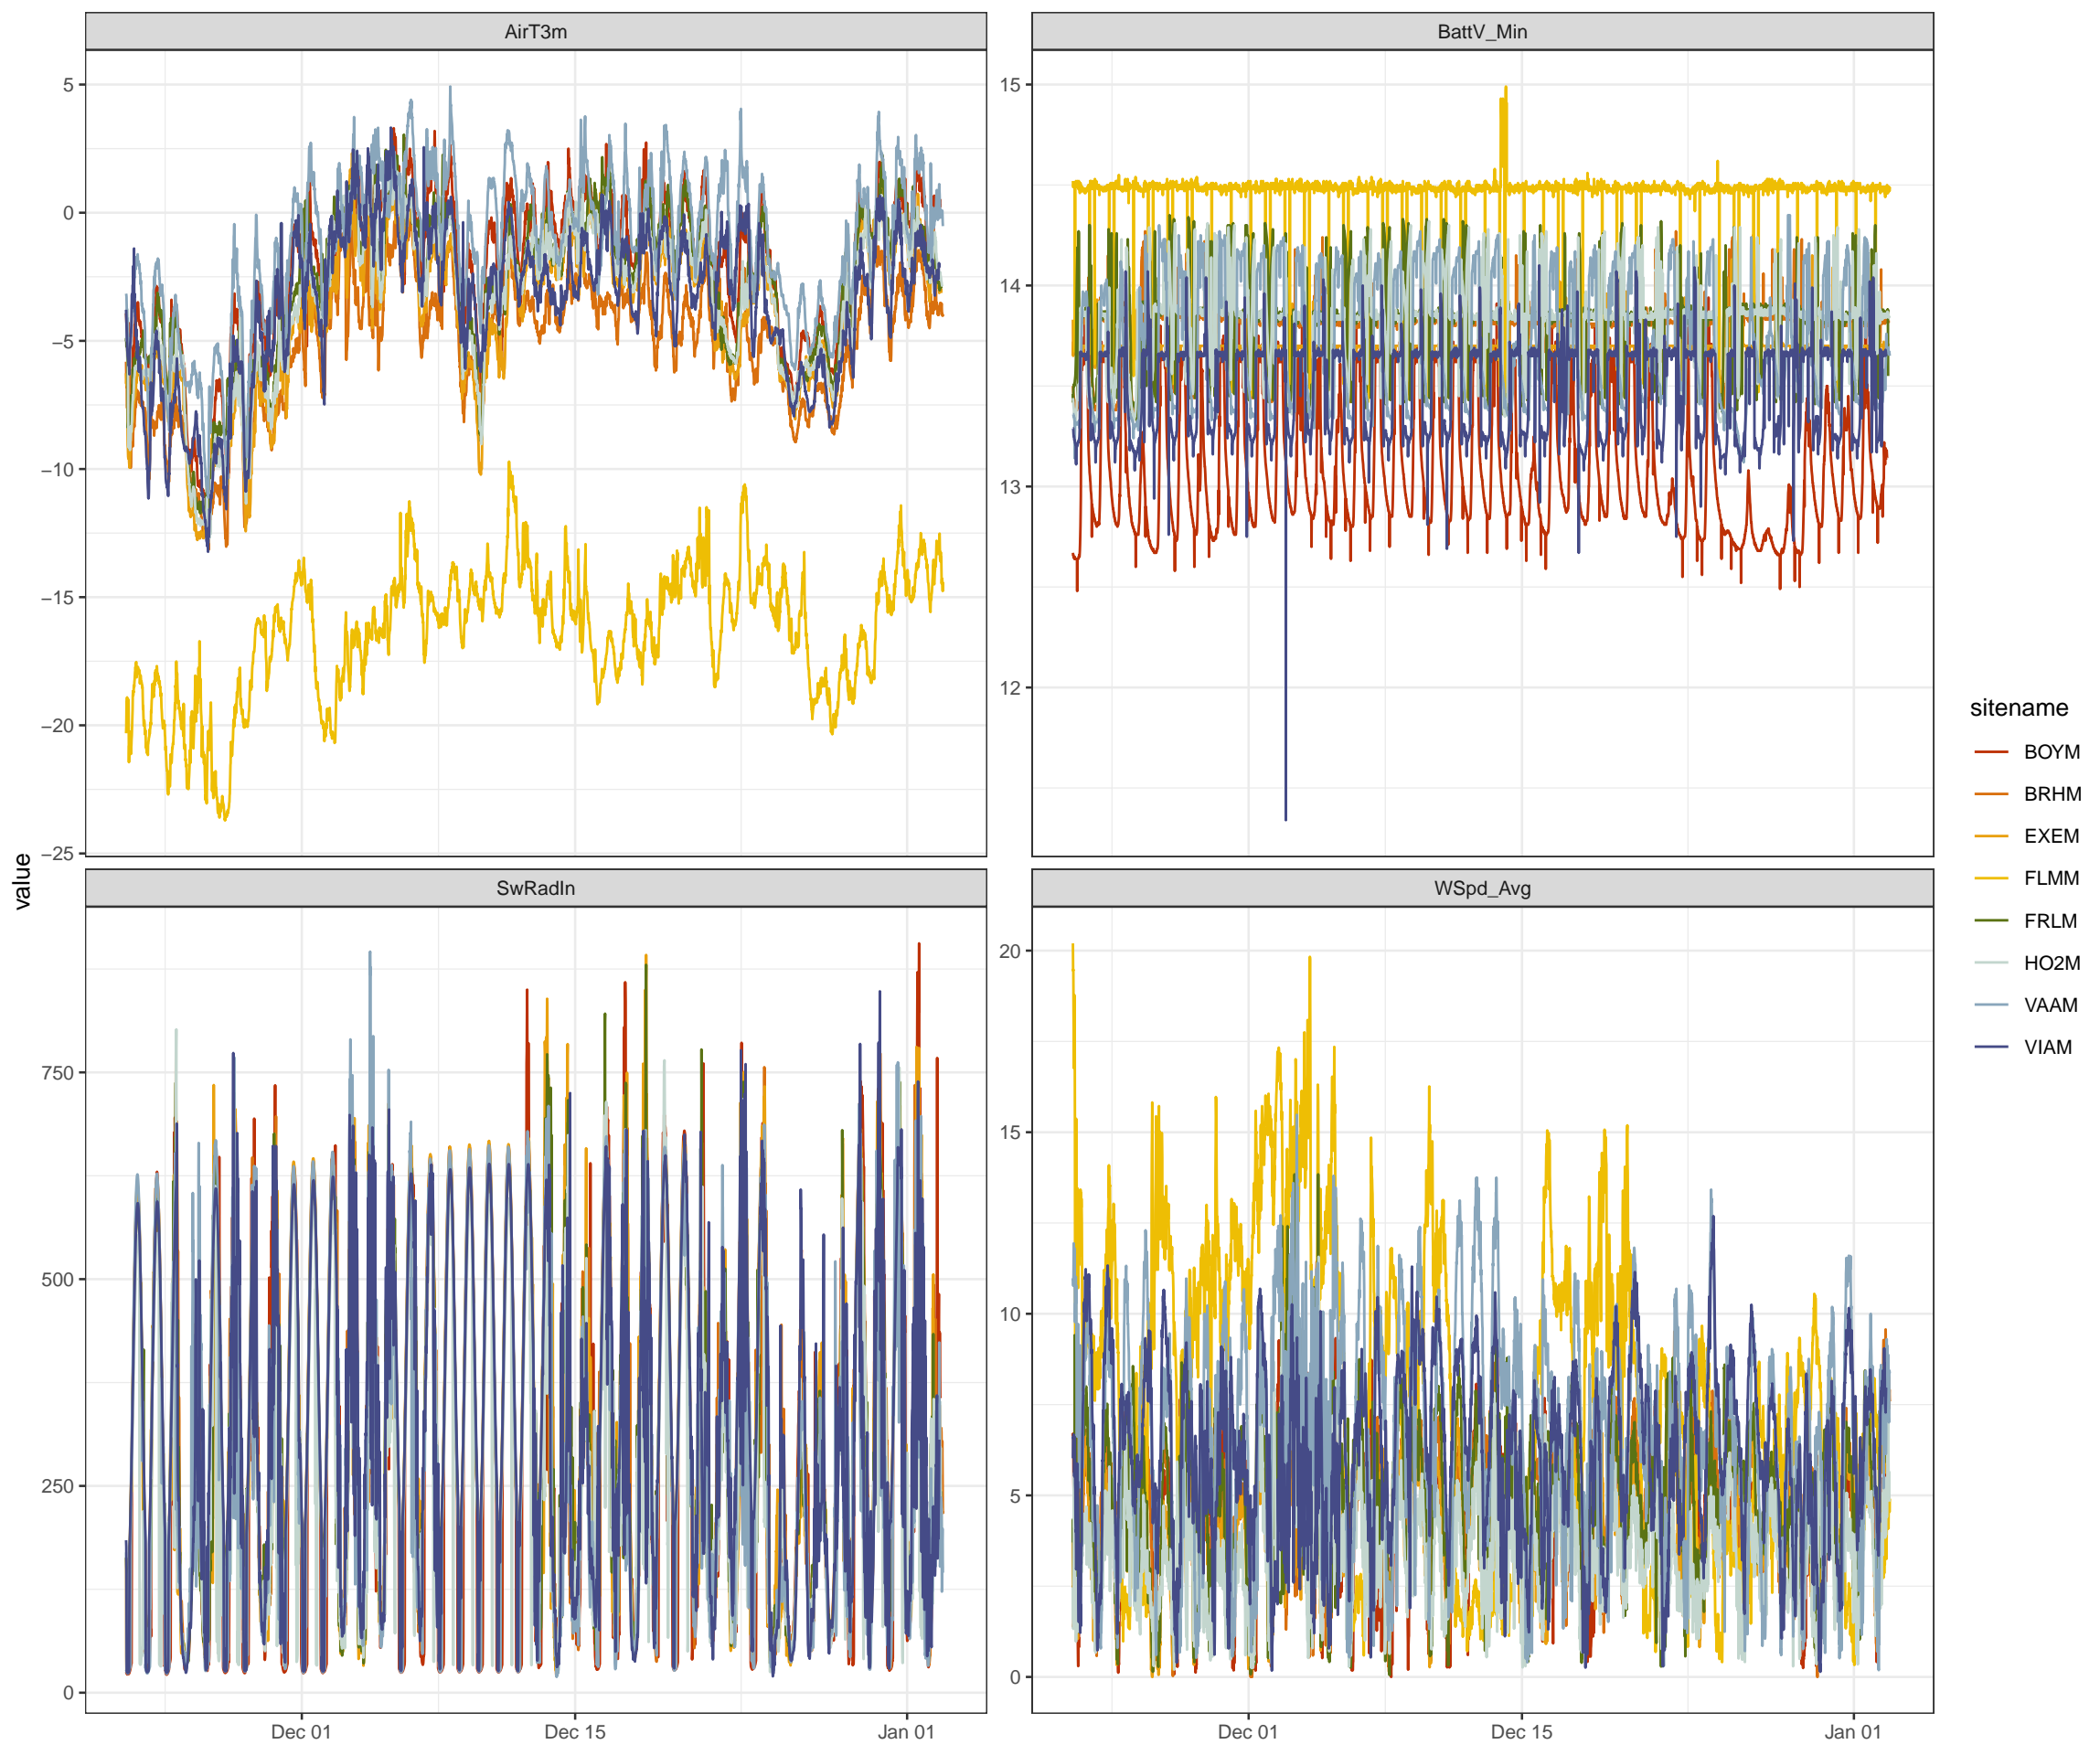 AirT3m
BattV_Min
5
0
−5
−10
−15
−20
−25
15
14
13
12
SwRadIn
WSpd_Avg
750
500
250
0
20
15
10
5
0
Dec 01
Dec 15
Jan 01
Dec 01
Dec 15
Jan 01
value
sitename
BOYM
BRHM
EXEM
FLMM
FRLM
HO2M
VAAM
VIAM